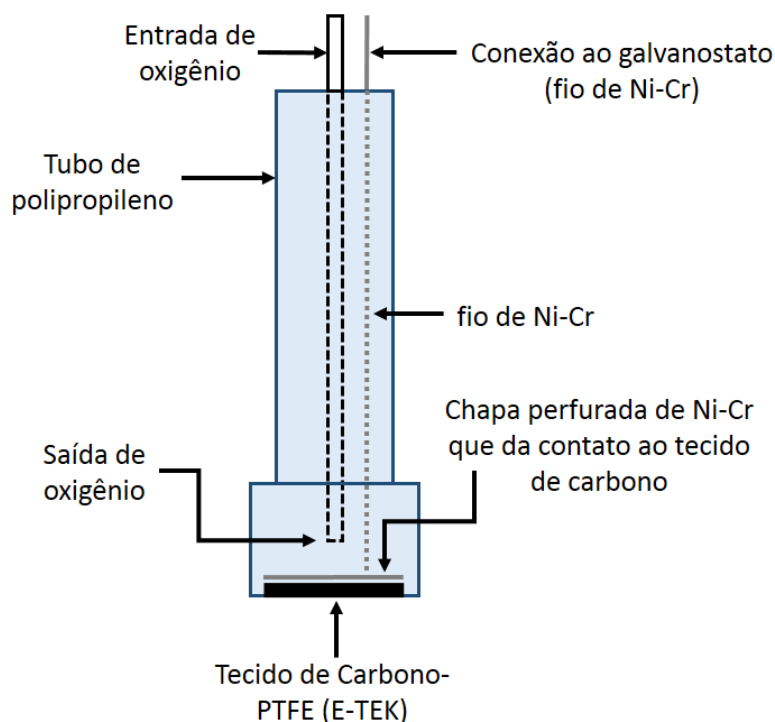 Entrada de
oxigênio
Conexão ao galvanostato
(fio de Ni-Cr)
Tubo de
polipropileno
fio de Ni-Cr
Chapa perfurada de Ni-Cr
que da contato ao tecido
de carbono
Saída de
oxigênio
Tecido de Carbono-
PTFE (E-TEK)